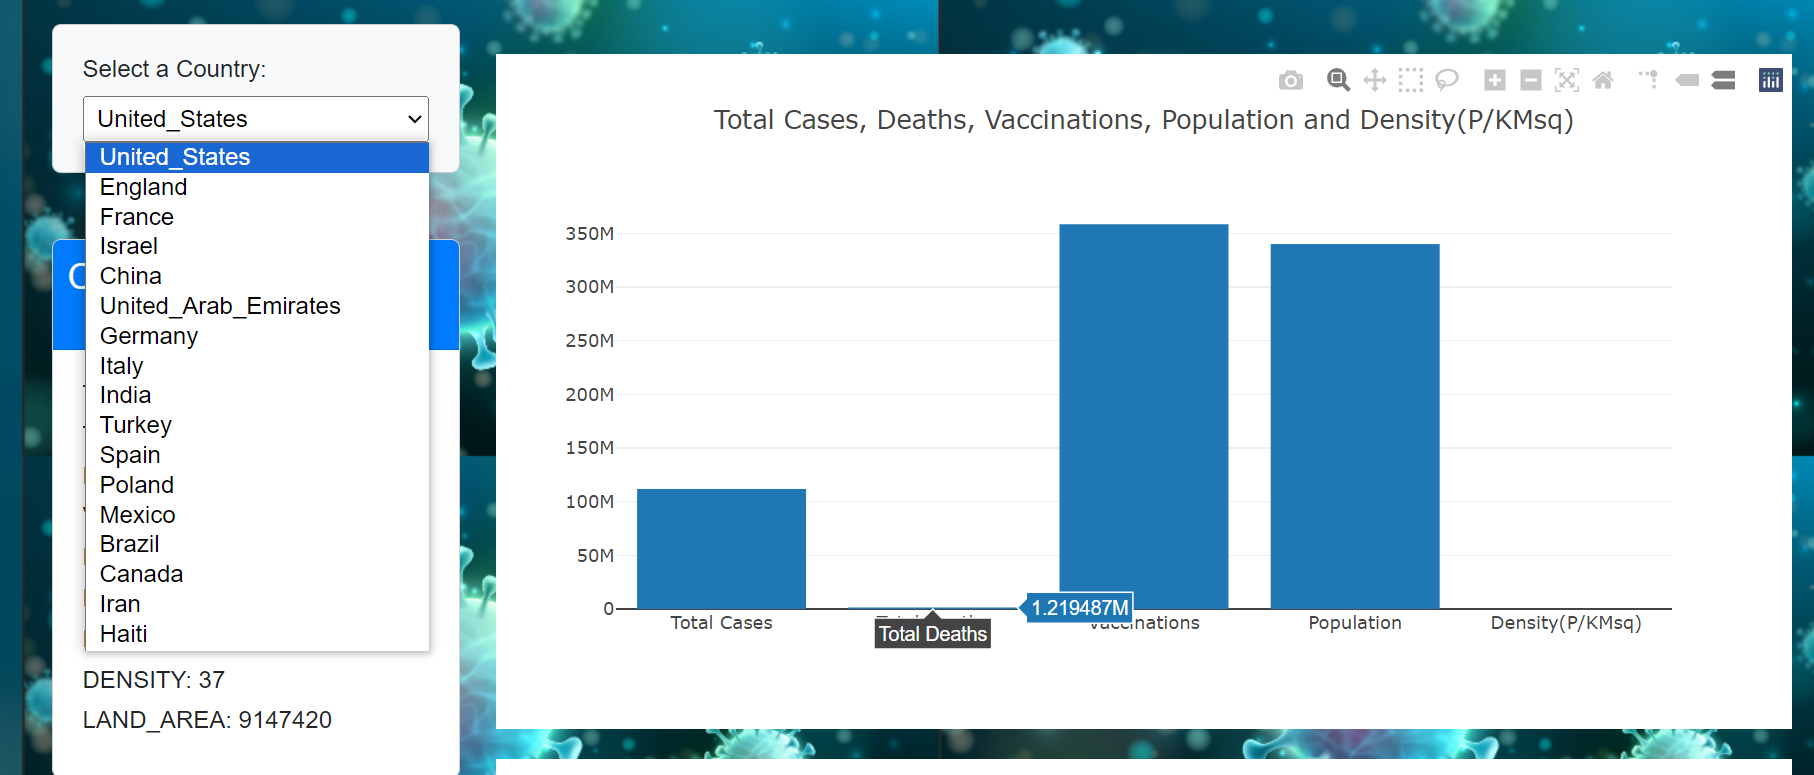 Select a Country:
United_States
United_States
England
France
Israel
China
United_Arab_Emirates
Germany
Italy
India
Turkey
Spain
Poland
Mexico
Brazil
Canada
Iran
Haiti
DENSITY: 37
LAND_AREA: 9147420
Total Cases, Deaths, Vaccinations, Population and Density(P/KMsq)
350M
300M
250M
200M
150M
100M
50M
0
1.219487M
Total Cases
Total Deaths
Vaccinations
Population
Density(P/KMsq)